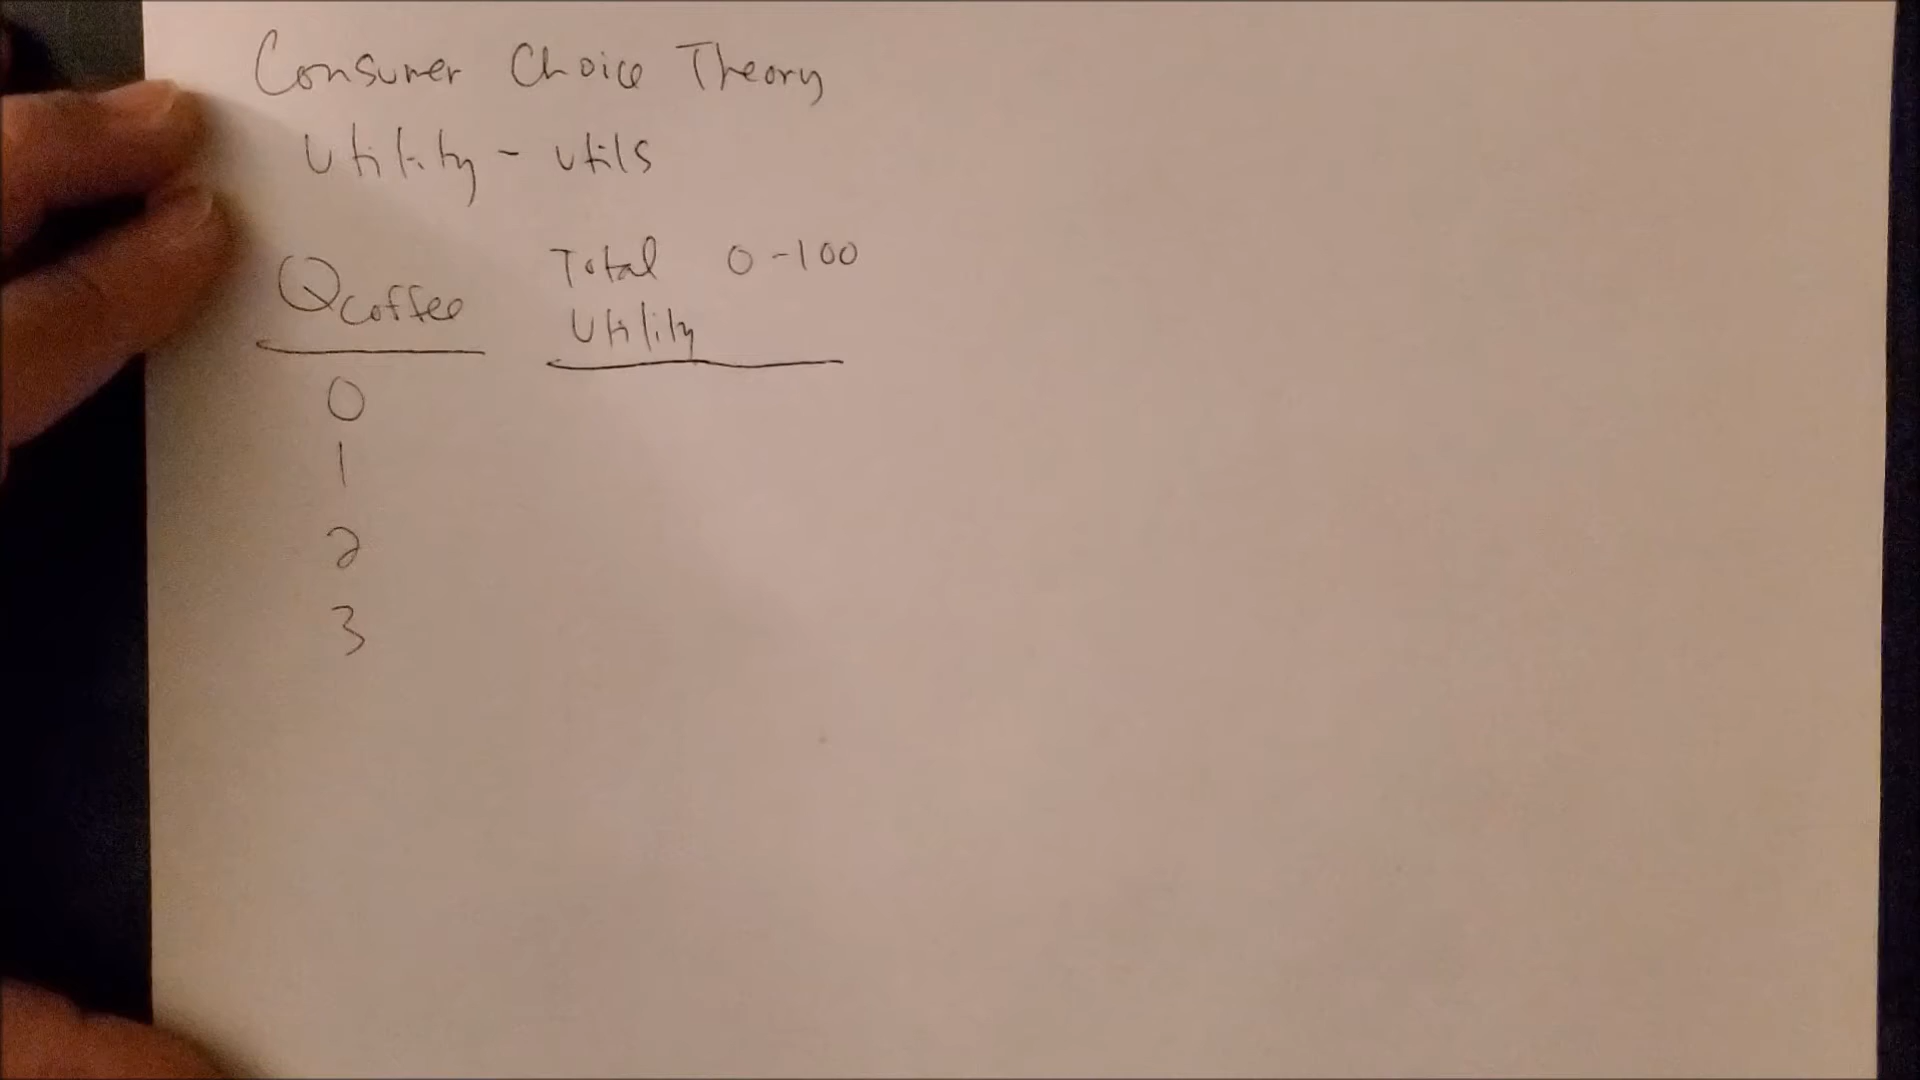 Consumer Choice Theory
Utility - utils
Qcoffee
Total 0-100
Utility
0
1
2
3